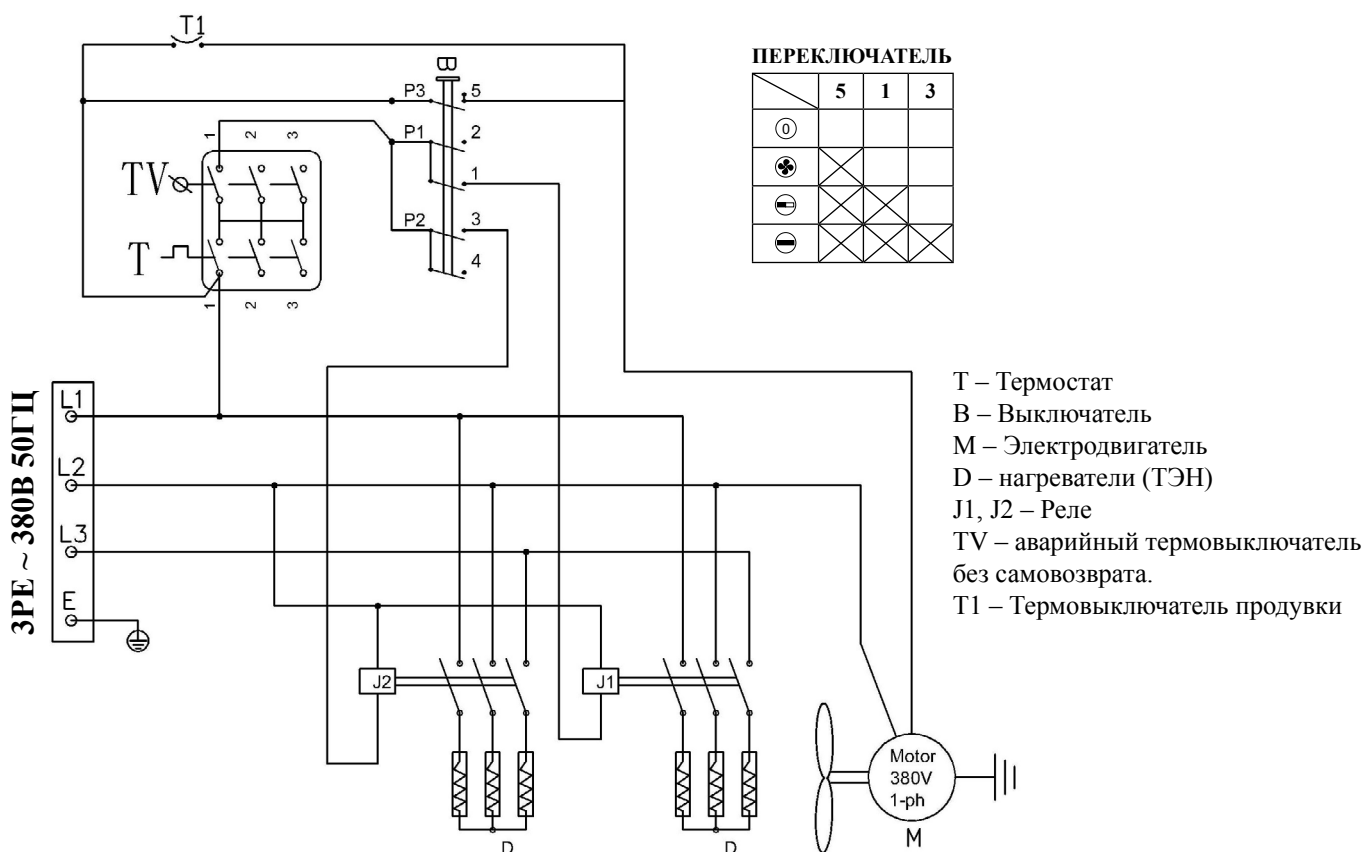 T1
B
P3
5
P1
2
1
P2
3
4
1 2 3
TV
T
1 2 3
ПЕРЕКЛЮЧАТЕЛЬ
5 1 3
0
3PE ~ 380В 50ГЦ
L1
L2
L3
E
J2
J1
D
D
Motor
380V
1-ph
M
T – Термостат
В – Выключатель
М – Электродвигатель
D – нагреватели (ТЭН)
J1, J2 – Реле
TV – аварийный термовыключатель
без самовозврата.
T1 – Термовыключатель продувки